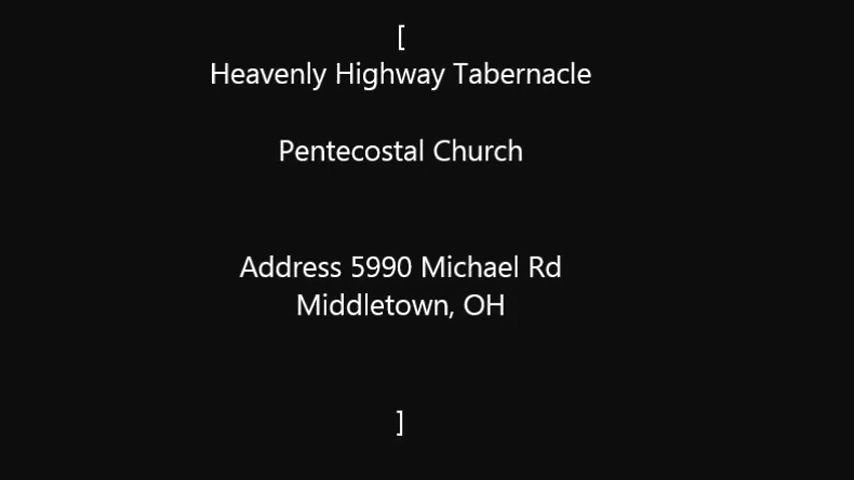 [
Heavenly Highway Tabernacle
Pentecostal Church
Address 5990 Michael Rd
Middletown, OH
]